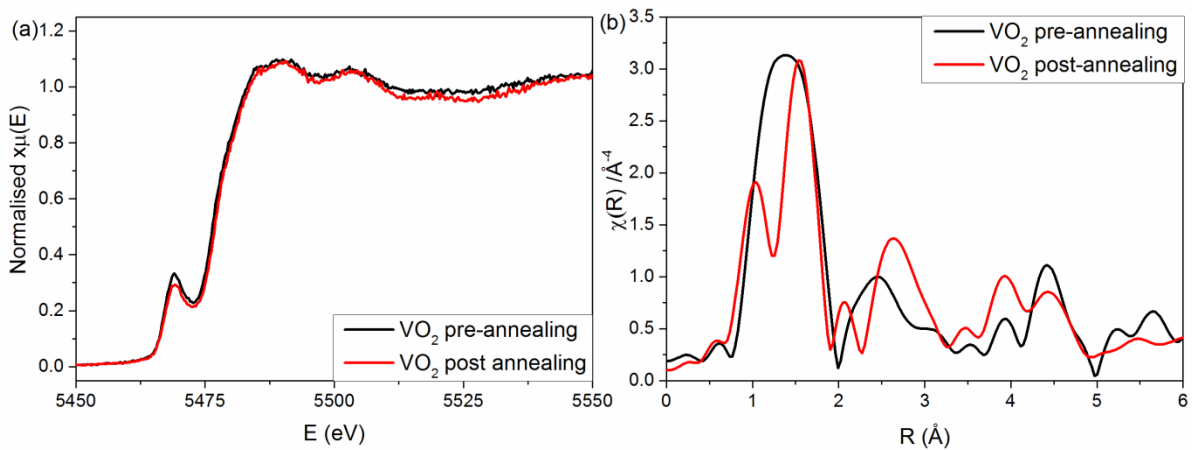 (a)
1.2
1.0
0.8
0.6
0.4
0.2
0.0
Normalised xμ(E)
5450 5475 5500 5525 5550
E (eV)
VO₂ pre-annealing
VO₂ post annealing
(b)
3.5
3.0
2.5
2.0
1.5
1.0
0.5
0.0
χ(R) /Å⁻⁴
0 1 2 3 4 5 6
R (Å)
VO₂ pre-annealing
VO₂ post-annealing